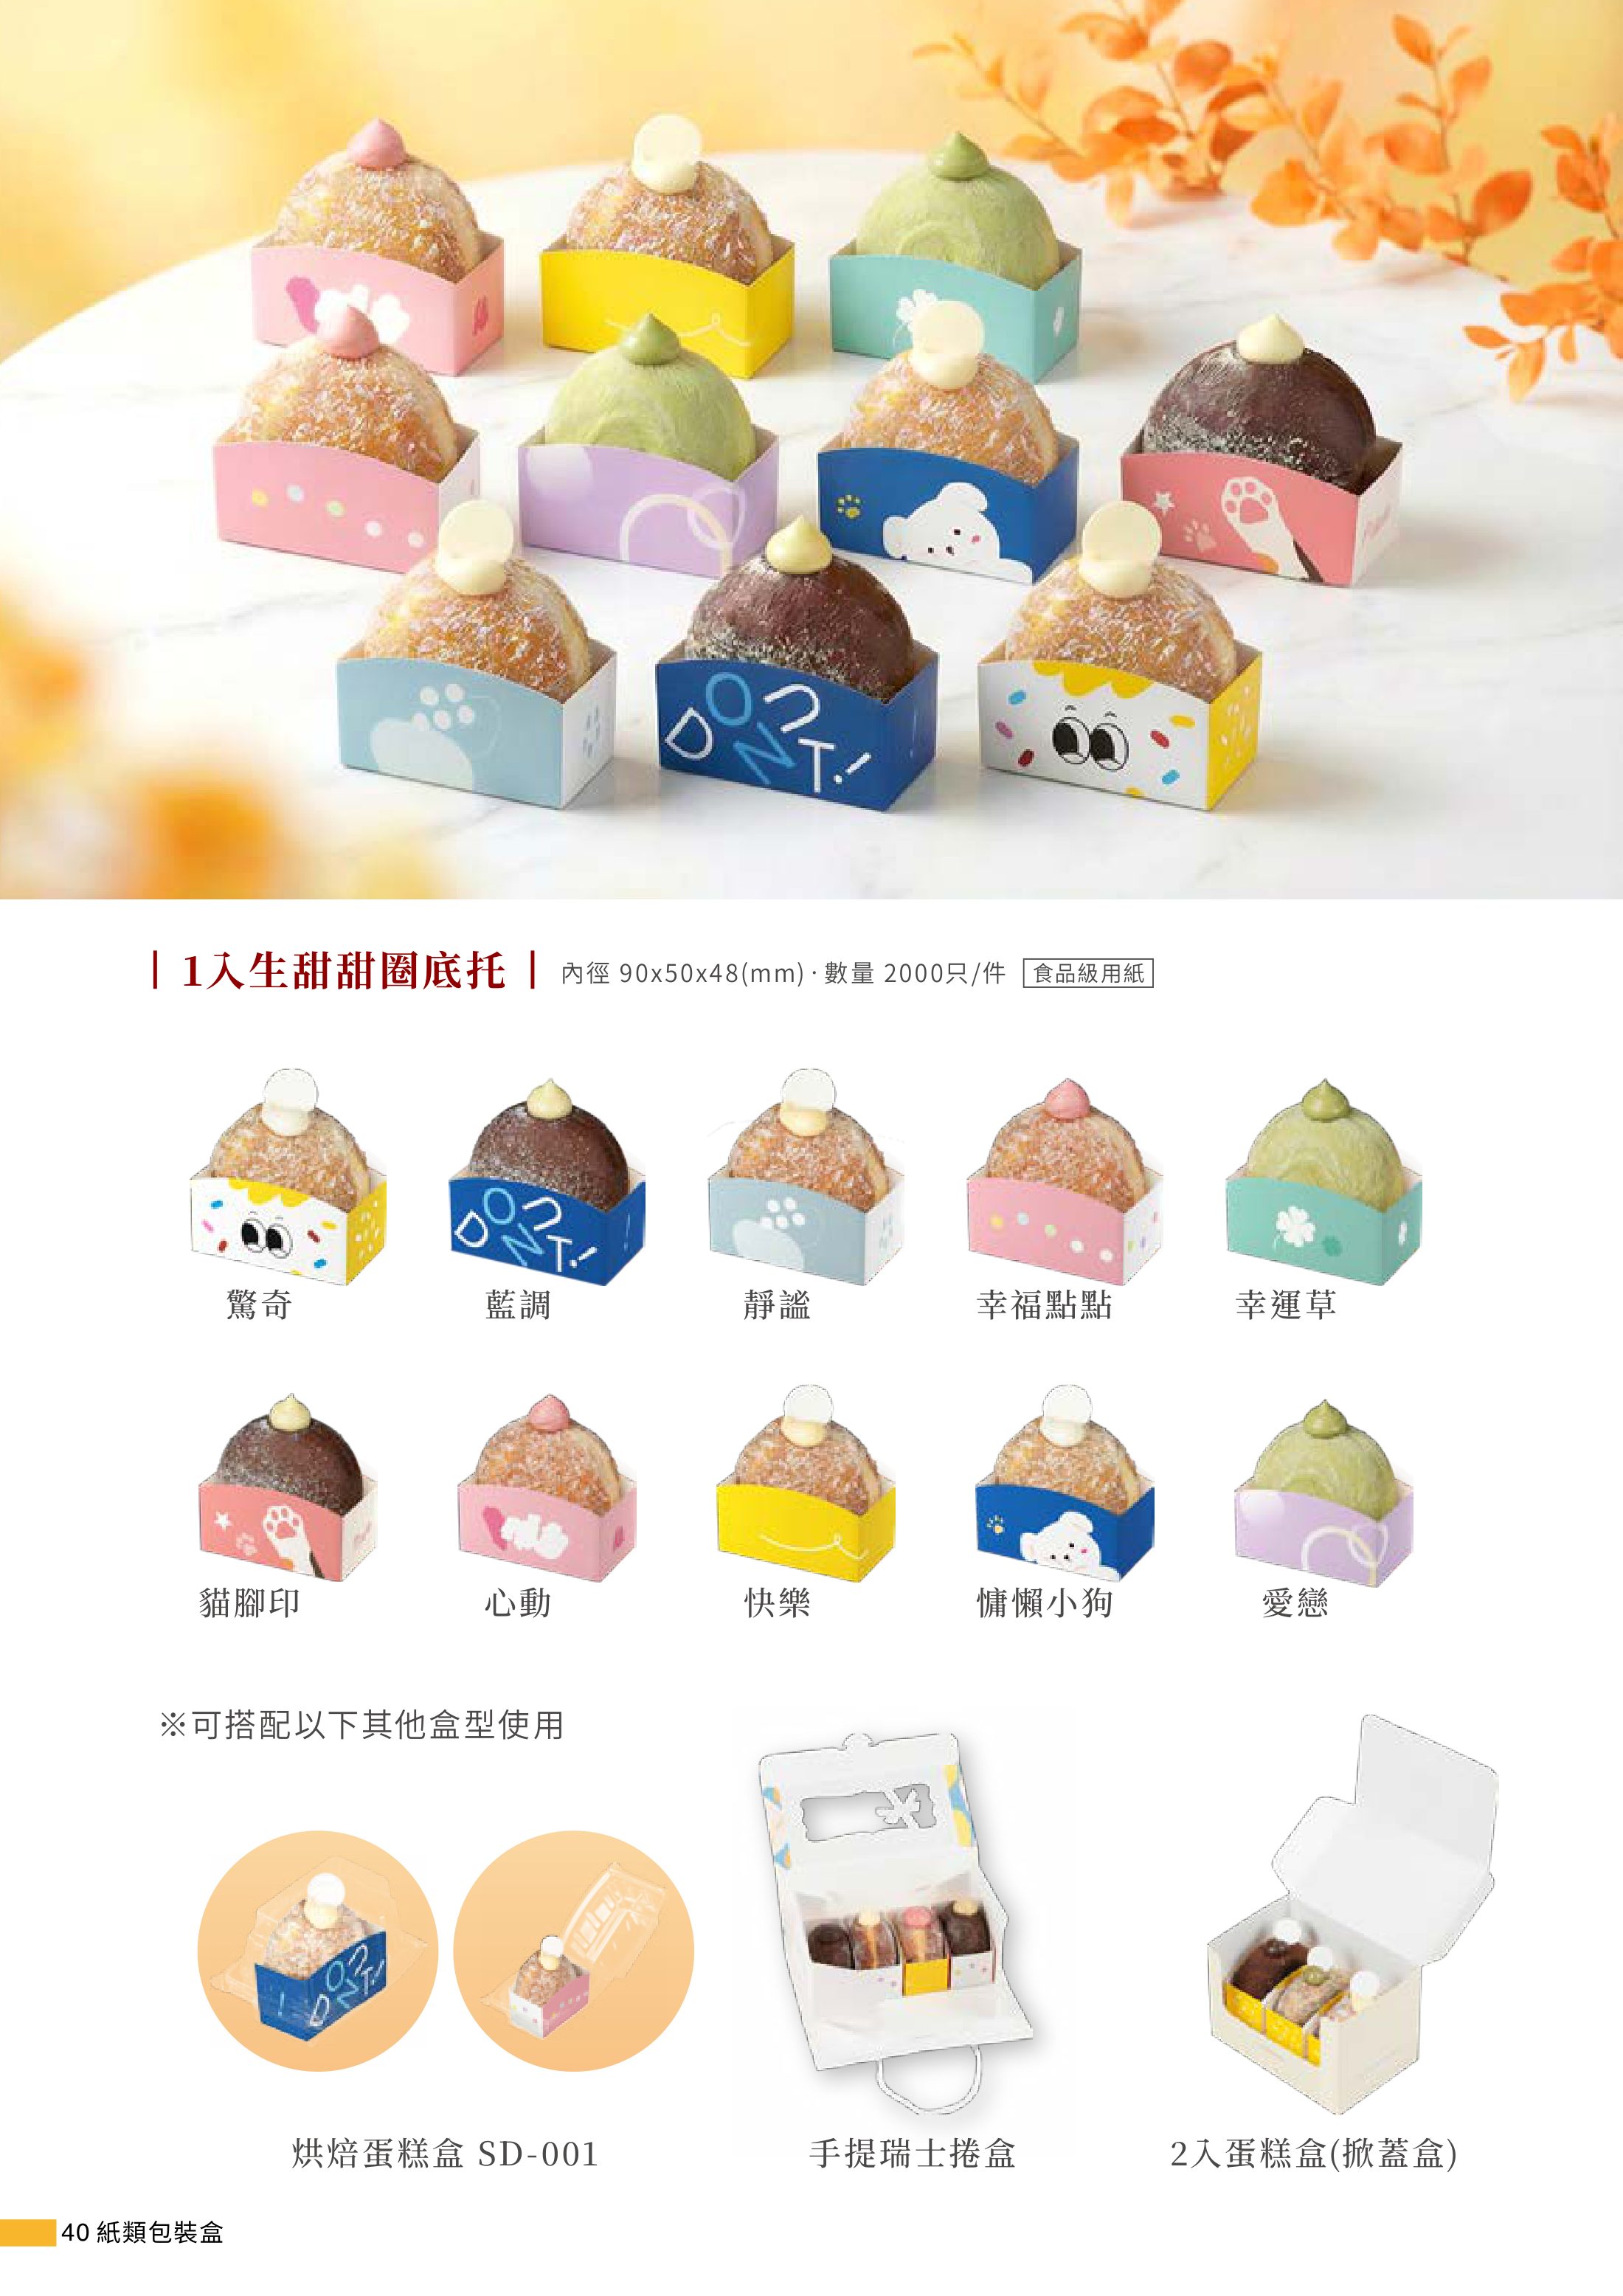 DONUT!
1入生甜甜圈底托 內徑 90x50x48(mm)·數量 2000只/件 食品級用紙
DONUT!
驚奇 藍調 靜謐 幸福點點 幸運草
貓腳印 心動 快樂 慵懶小狗 愛戀
※可搭配以下其他盒型使用
DONUT!
烘焙蛋糕盒 SD-001 手提瑞士捲盒 2入蛋糕盒(掀蓋盒)
40 紙類包裝盒